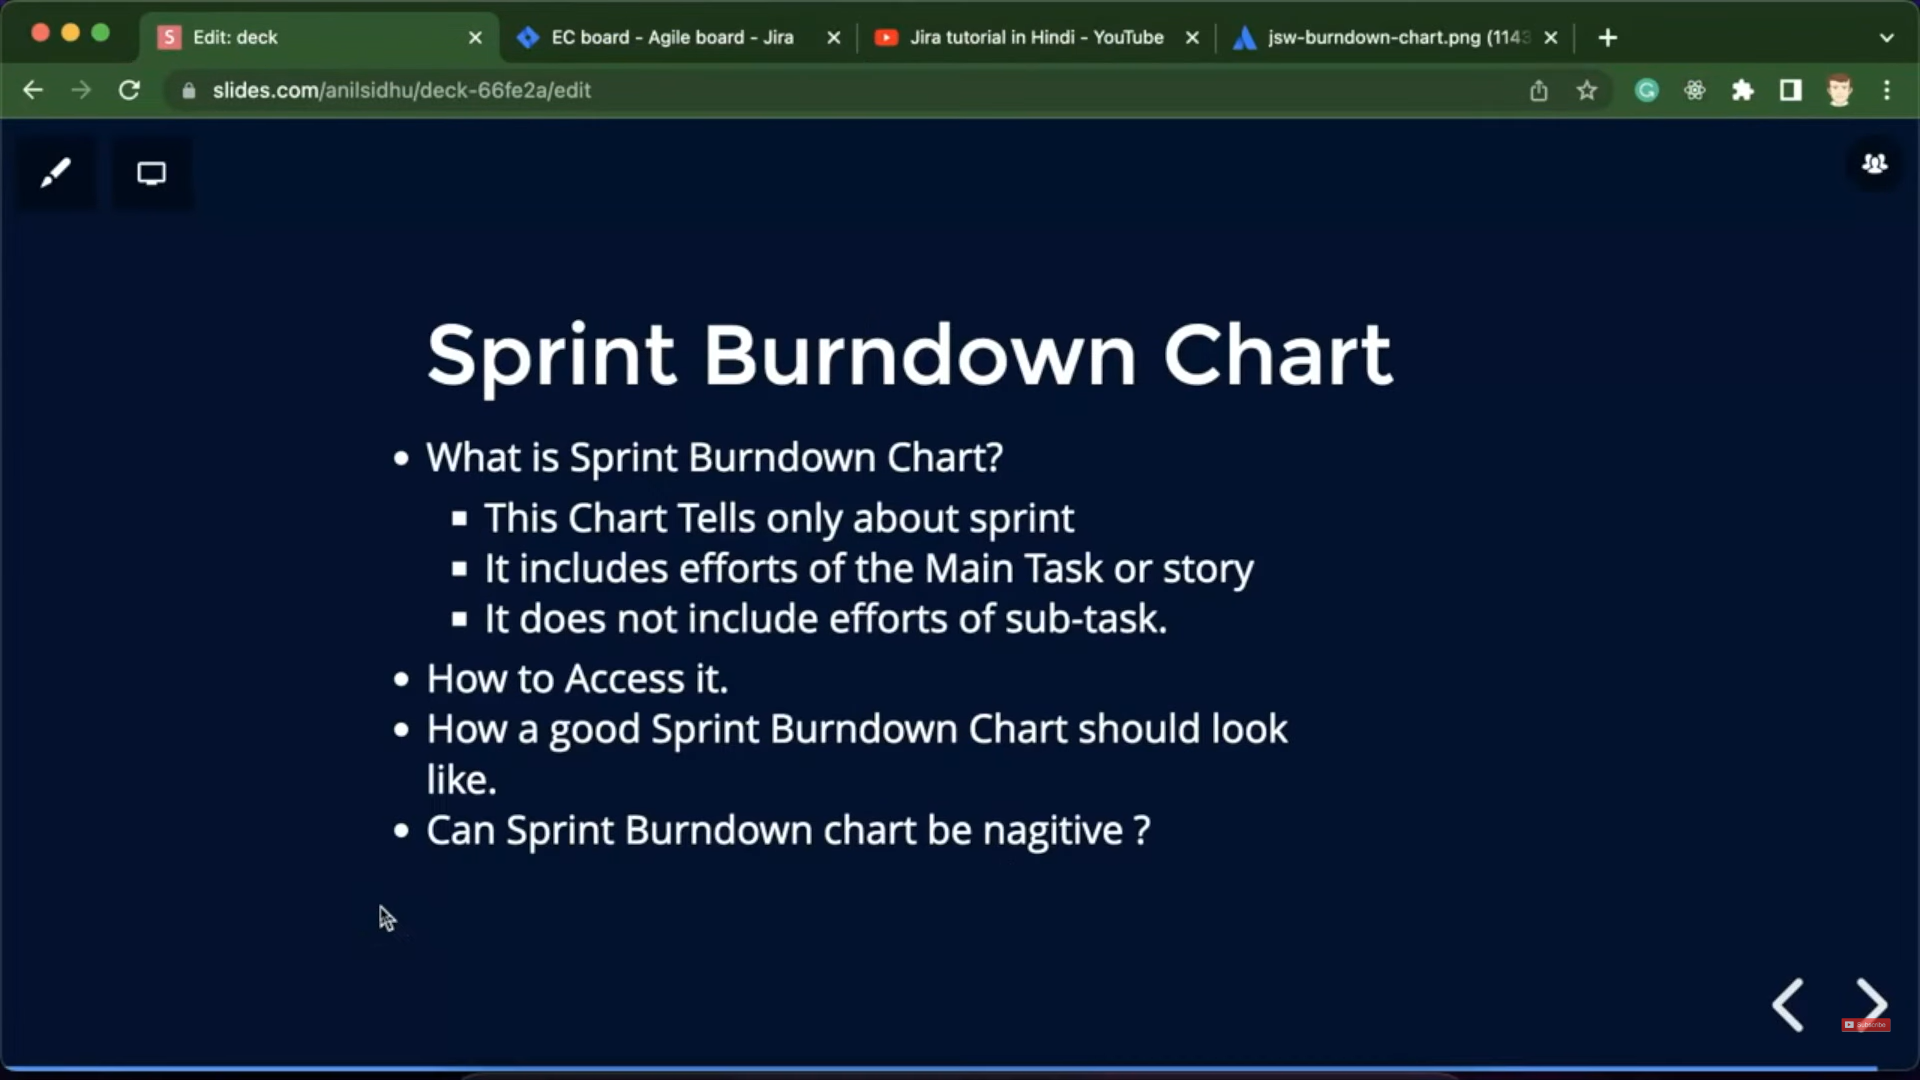 Edit: deck
EC board - Agile board - Jira
Jira tutorial in Hindi - YouTube
jsw-burndown-chart.png (1143
slides.com/anilsidhu/deck-66fe2a/edit
Sprint Burndown Chart
• What is Sprint Burndown Chart?
▪ This Chart Tells only about sprint
▪ It includes efforts of the Main Task or story
▪ It does not include efforts of sub-task.
• How to Access it.
• How a good Sprint Burndown Chart should look
like.
• Can Sprint Burndown chart be nagitive ?
Subscribe